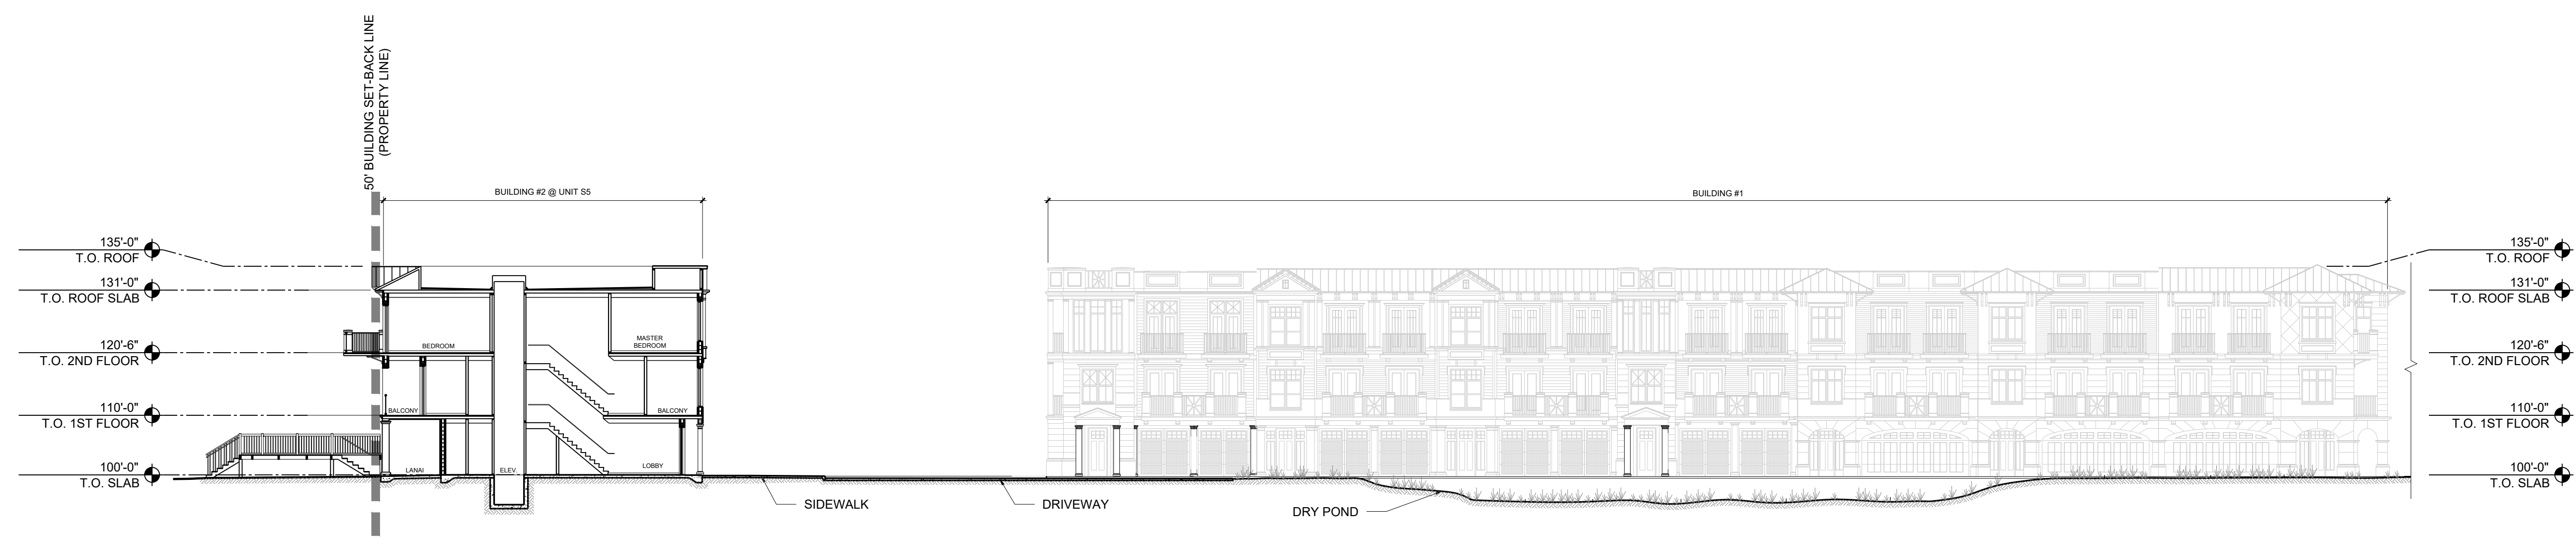 50' BUILDING SET-BACK LINE
(PROPERTY LINE)
BUILDING #2 @ UNIT S5
BUILDING #1
135'-0"
T.O. ROOF
131'-0"
T.O. ROOF SLAB
120'-6"
T.O. 2ND FLOOR
110'-0"
T.O. 1ST FLOOR
100'-0"
T.O. SLAB
BEDROOM
MASTER
BEDROOM
BALCONY
BALCONY
LANAI
ELEV.
LOBBY
SIDEWALK
DRIVEWAY
DRY POND
135'-0"
T.O. ROOF
131'-0"
T.O. ROOF SLAB
120'-6"
T.O. 2ND FLOOR
110'-0"
T.O. 1ST FLOOR
100'-0"
T.O. SLAB